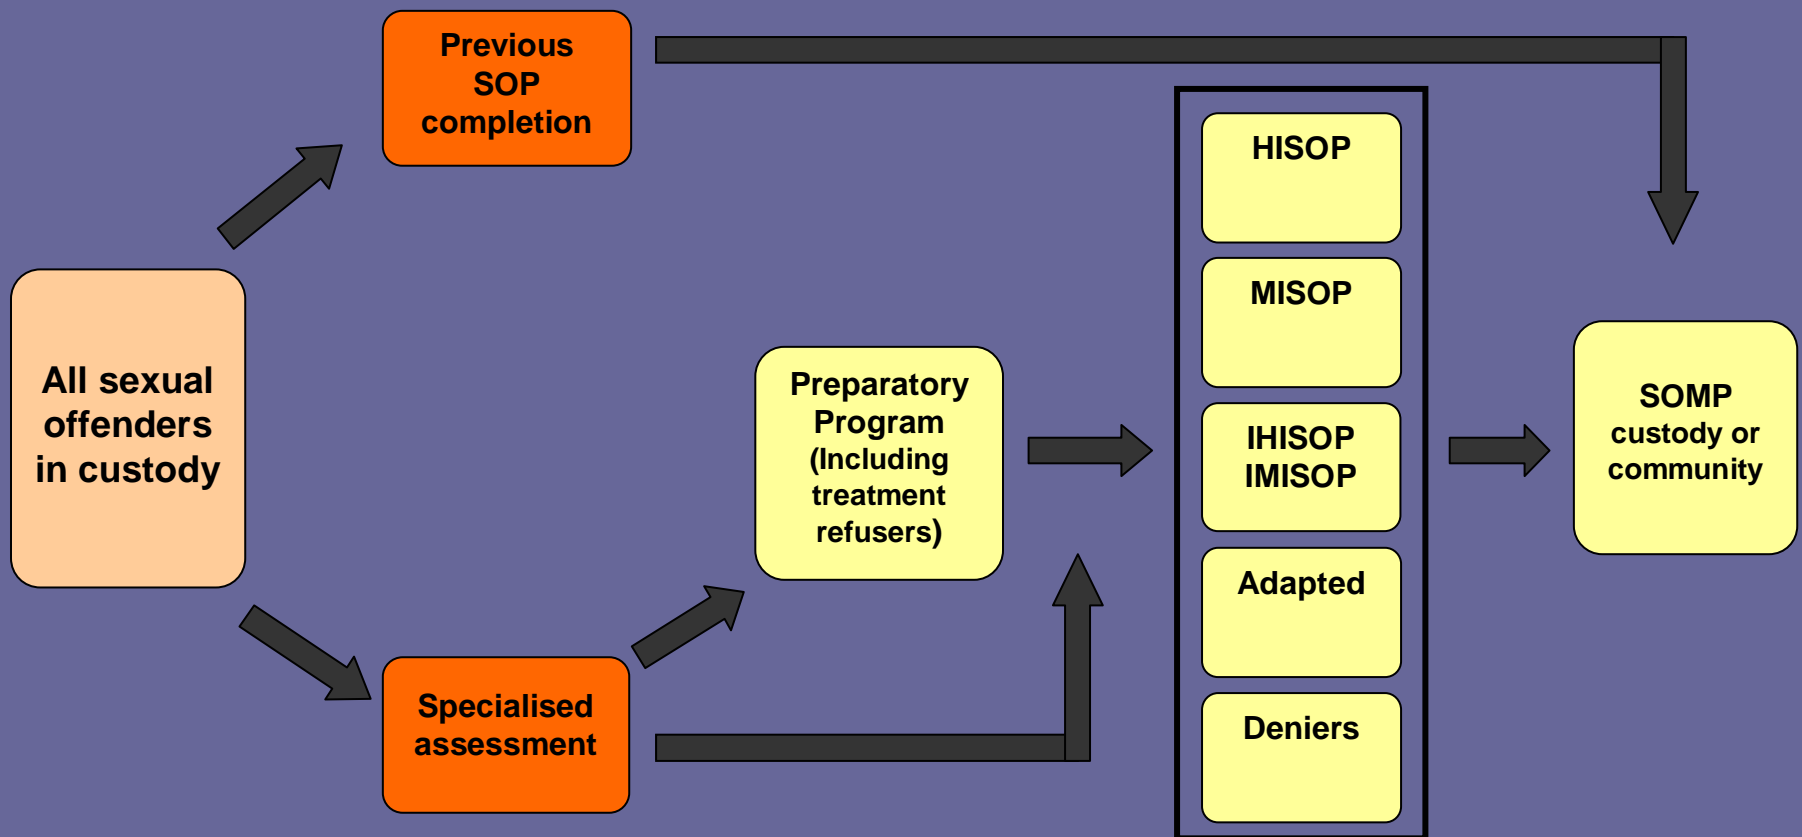 Previous
SOP
completion
All sexual
offenders
in custody
Specialised
assessment
Preparatory
Program
(Including
treatment
refusers)
HISOP
MISOP
IHISOP
IMISOP
Adapted
Deniers
SOMP
custody or
community